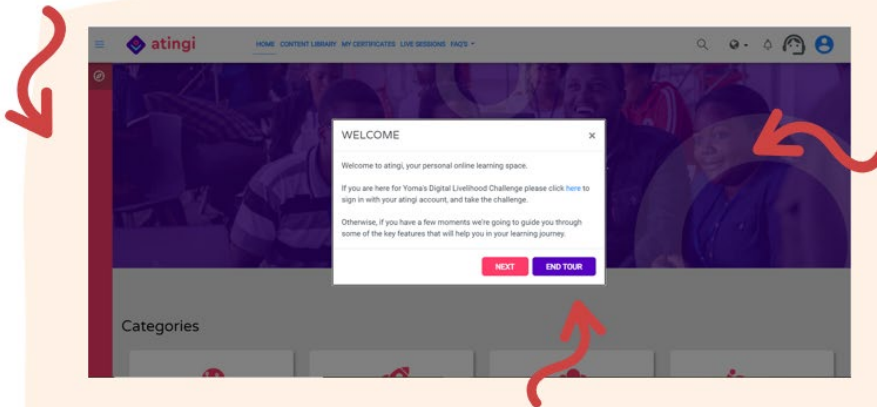 atingi
HOME CONTENT LIBRARY MY CERTIFICATES LIVE SESSIONS FAQ'S
WELCOME
Welcome to atingi, your personal online learning space.
If you are here for Yoma's Digital Livelihood Challenge please click here to
sign in with your atingi account, and take the challenge.
Otherwise, if you have a few moments we're going to guide you through
some of the key features that will help you in your learning journey.
NEXT END TOUR
Categories